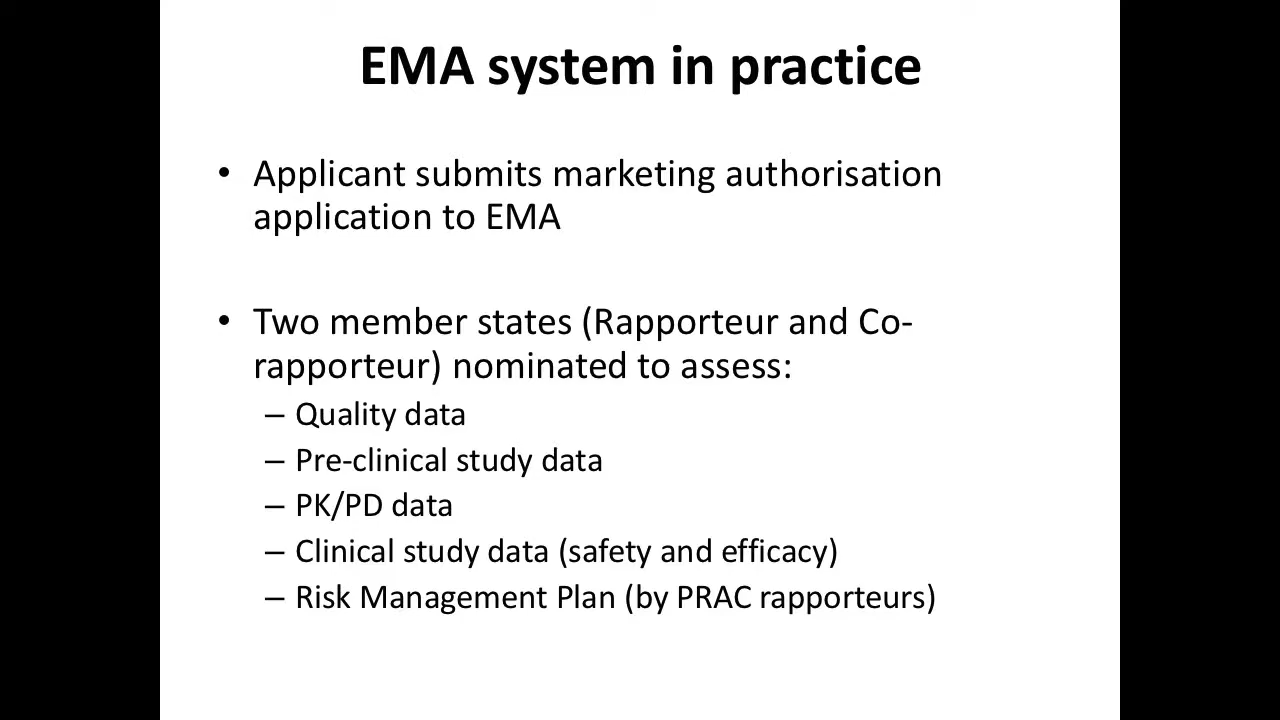 EMA system in practice
• Applicant submits marketing authorisation
application to EMA
• Two member states (Rapporteur and Co-
rapporteur) nominated to assess:
– Quality data
– Pre-clinical study data
– PK/PD data
– Clinical study data (safety and efficacy)
– Risk Management Plan (by PRAC rapporteurs)